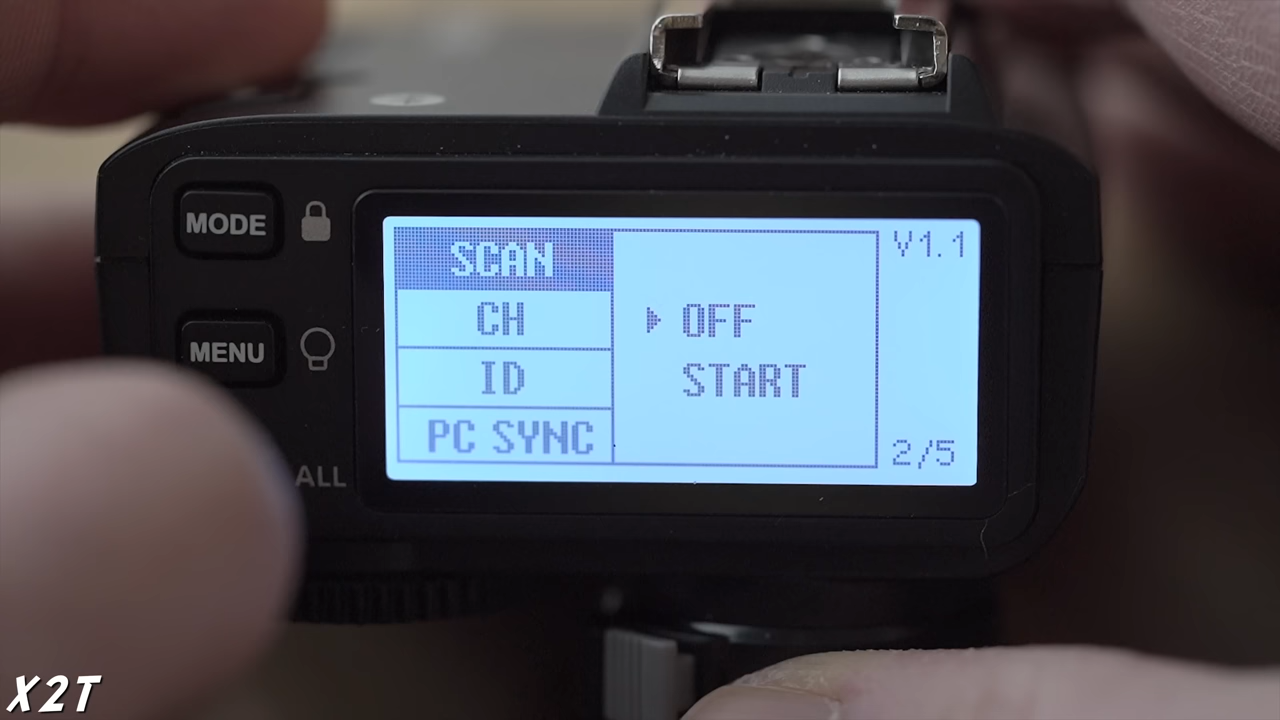 MODE
MENU
ALL
SCAN
CH
ID
PC SYNC
OFF
START
V1.1
2/5
X2T